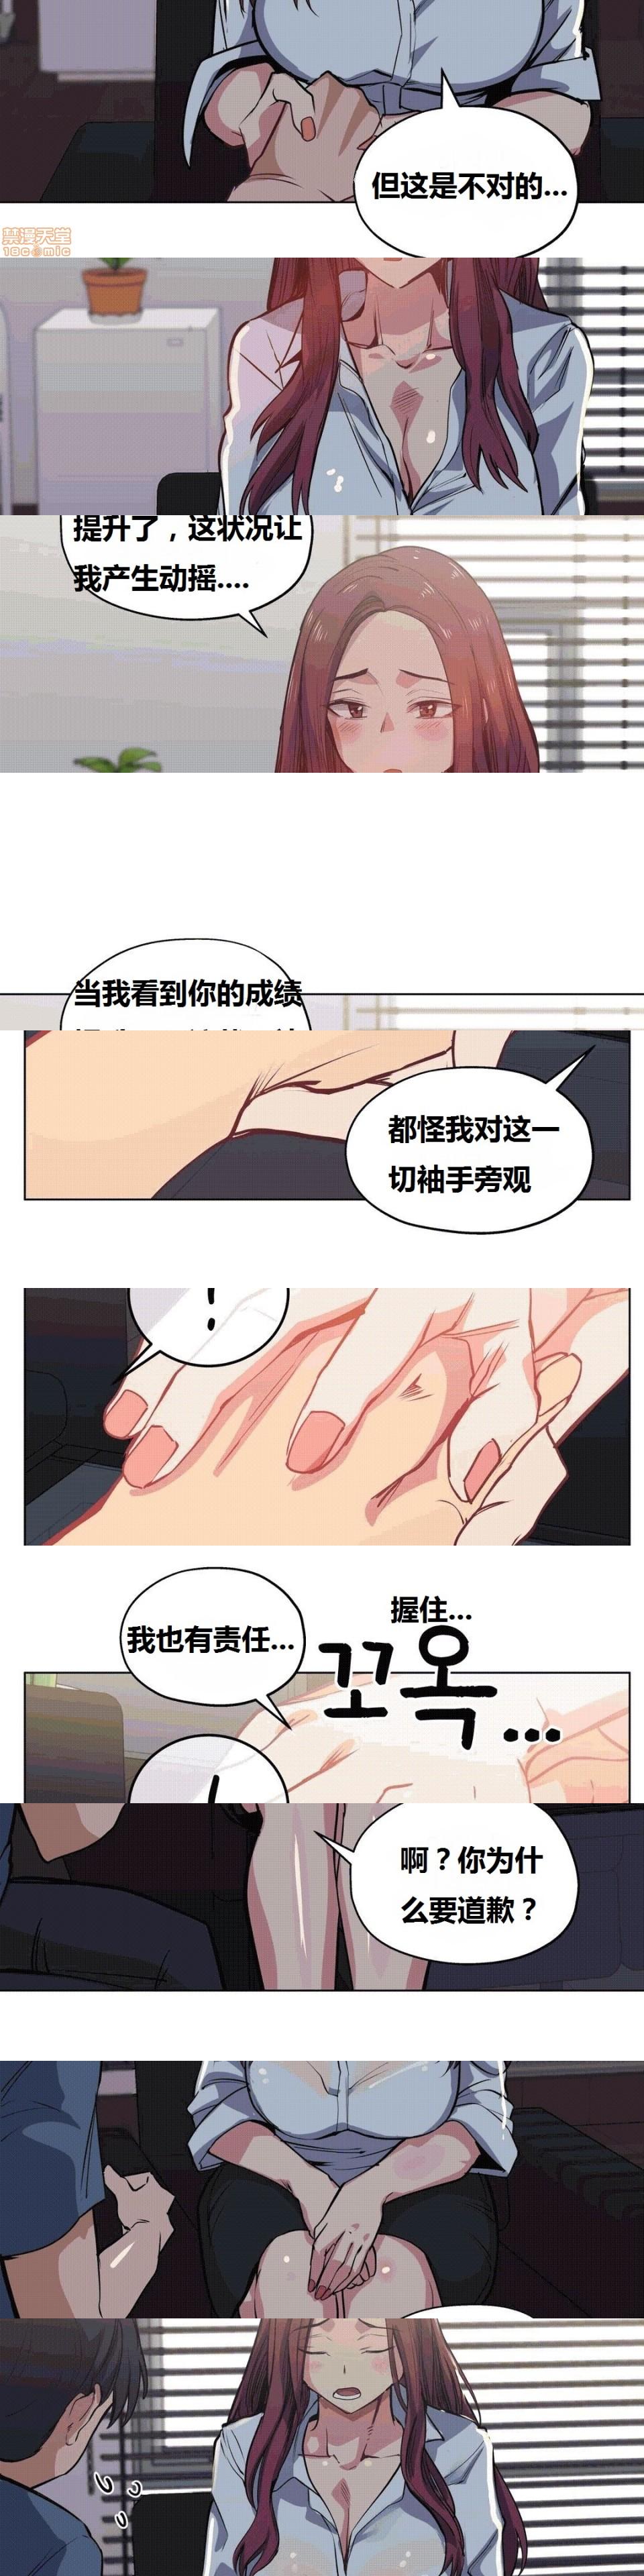 但这是不对的...
禁漫天堂
18comic
提升了，这状况让
我产生动摇....
当我看到你的成绩
都怪我对这一
切袖手旁观
我也有责任...
握住...
꼬옥...
啊？你为什
么要道歉？